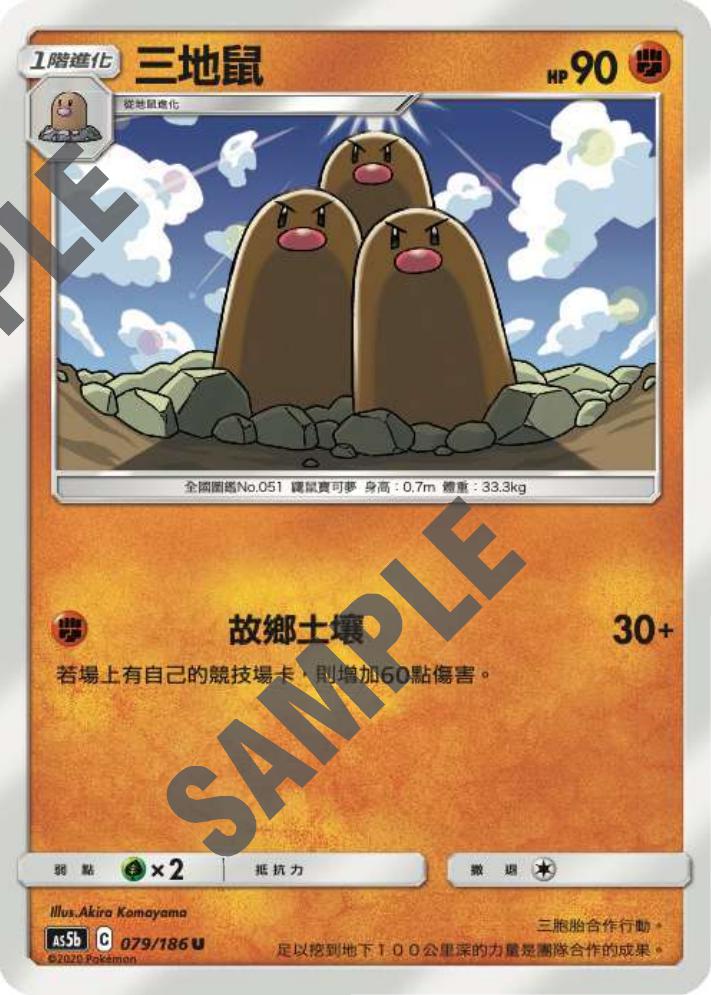 1階進化
三地鼠
HP 90
從地鼠進化
全國圖鑑No.051 鼴鼠寶可夢 身高：0.7m 體重：33.3kg
故鄉土壤 30+
若場上有自己的競技場卡，則增加60點傷害。
弱點 ×2 抵抗力 撤退
Illus.Akira Komayama
三胞胎合作行動。
AS5b C 079/186 U
足以挖到地下１００公里深的力量是團隊合作的成果。
©2020 Pokémon
SAMPLE
PLE